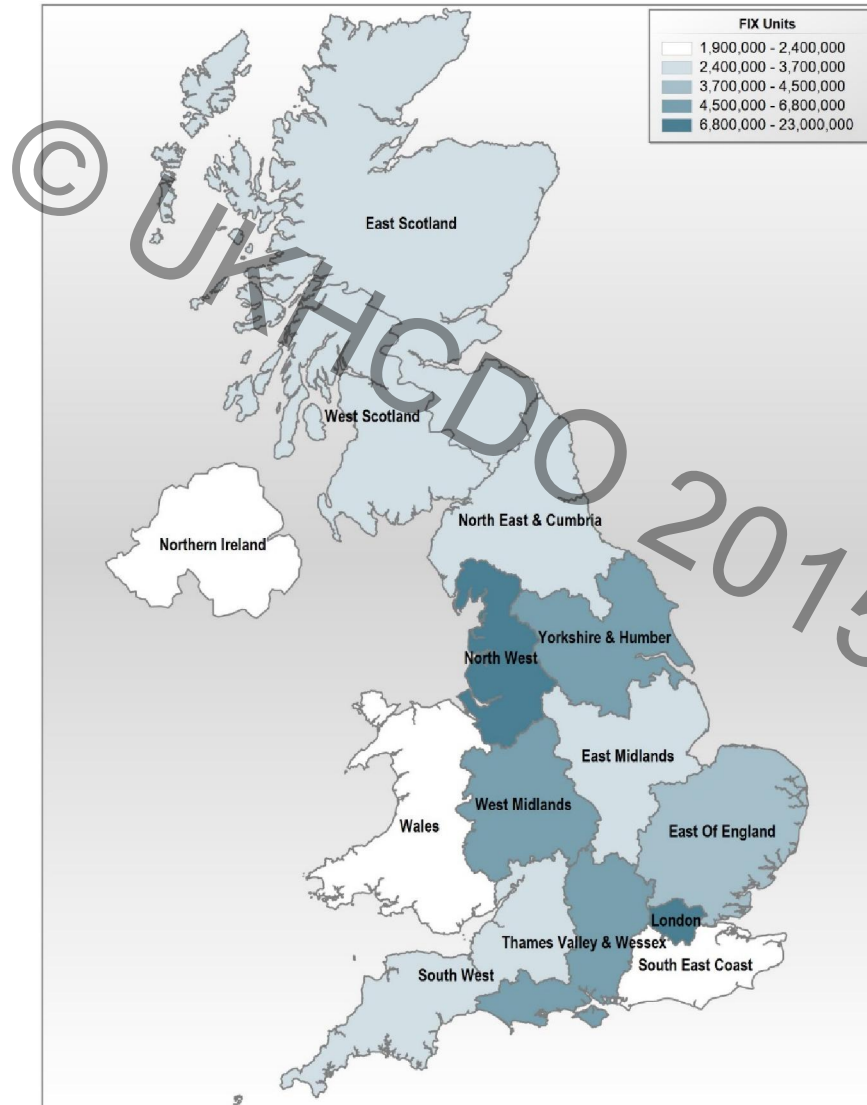 FIX Units
1,900,000 - 2,400,000
2,400,000 - 3,700,000
3,700,000 - 4,500,000
4,500,000 - 6,800,000
6,800,000 - 23,000,000
© UKHCDO 2015
East Scotland
West Scotland
North East & Cumbria
Northern Ireland
Yorkshire & Humber
North West
East Midlands
West Midlands
Wales
East Of England
London
Thames Valley & Wessex
South East Coast
South West